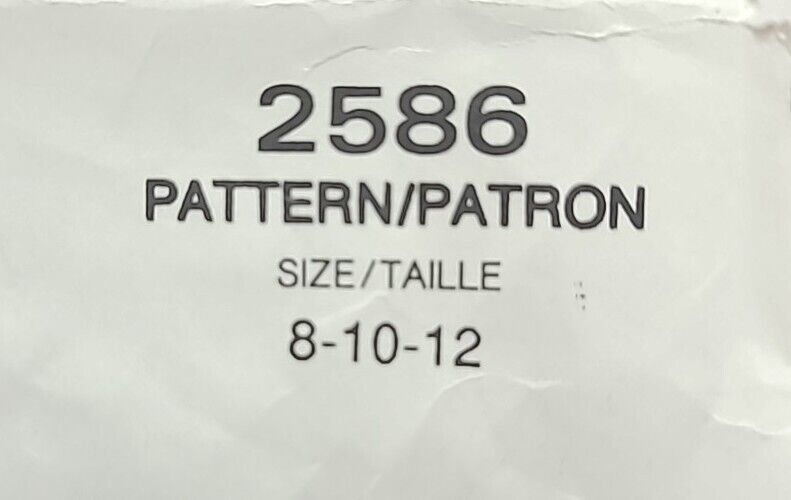 2586
PATTERN/PATRON
SIZE/TAILLE
8-10-12